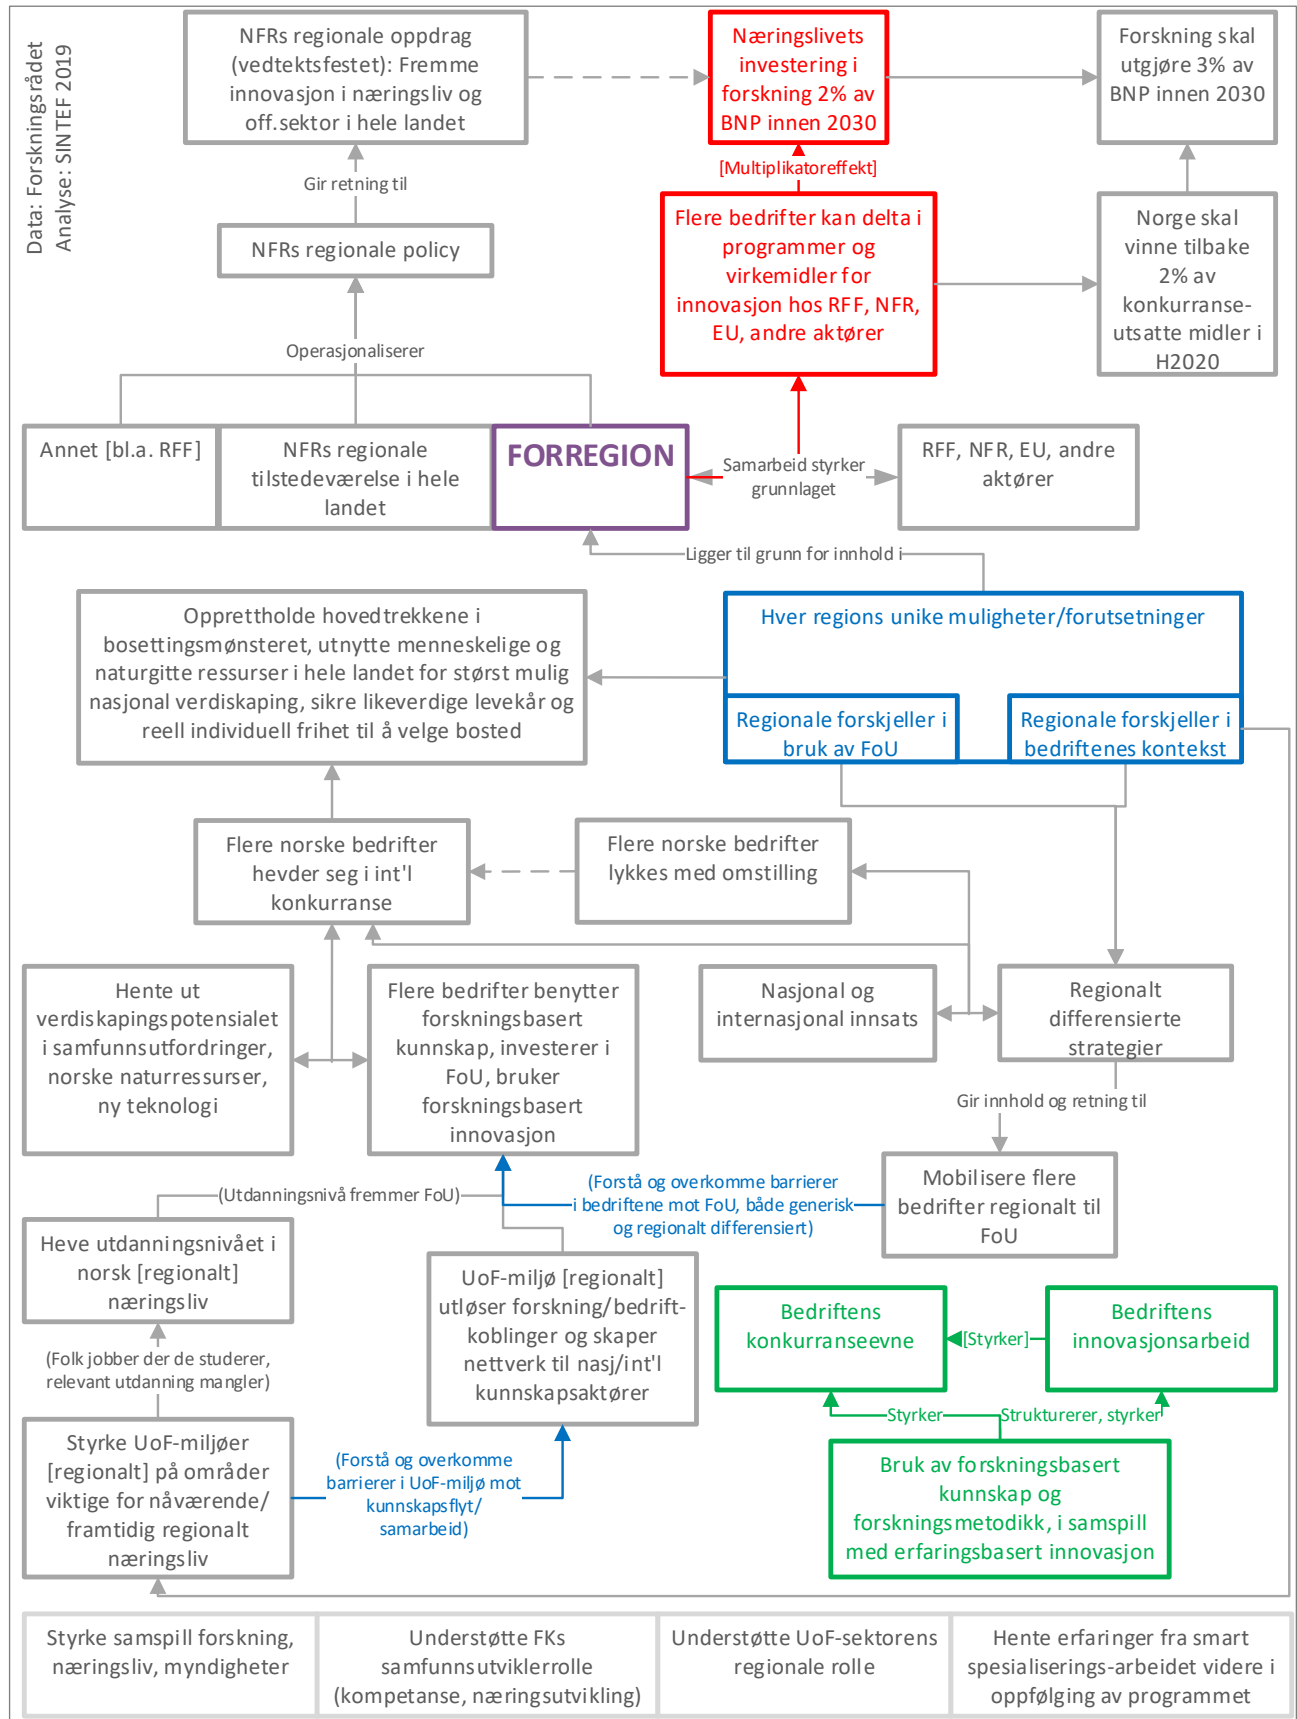 Data: Forskningsrådet
Analyse: SINTEF 2019
NFRs regionale oppdrag
(vedtektsfestet): Fremme
innovasjon i næringsliv og
off.sektor i hele landet
Næringslivets
investering i
forskning 2% av
BNP innen 2030
Forskning skal
utgjøre 3% av
BNP innen 2030
[Multiplikatoreffekt]
Gir retning til
NFRs regionale policy
Flere bedrifter kan delta i
programmer og
virkemidler for
innovasjon hos RFF, NFR,
EU, andre aktører
Norge skal
vinne tilbake
2% av
konkurranse-
utsatte midler i
H2020
Operasjonaliserer
Annet [bl.a. RFF]
NFRs regionale
tilstedeværelse i hele
landet
FORREGION
Samarbeid styrker
grunnlaget
RFF, NFR, EU, andre
aktører
Ligger til grunn for innhold i
Opprettholde hovedtrekkene i
bosettingsmønsteret, utnytte menneskelige og
naturgitte ressurser i hele landet for størst mulig
nasjonal verdiskaping, sikre likeverdige levekår og
reell individuell frihet til å velge bosted
Hver regions unike muligheter/forutsetninger
Regionale forskjeller i
bruk av FoU
Regionale forskjeller i
bedriftenes kontekst
Flere norske bedrifter
hevder seg i int'l
konkurranse
Flere norske bedrifter
lykkes med omstilling
Hente ut
verdiskapingspotensialet
i samfunnsutfordringer,
norske naturressurser,
ny teknologi
Flere bedrifter benytter
forskningsbasert
kunnskap, investerer i
FoU, bruker
forskningsbasert
innovasjon
Nasjonal og
internasjonal innsats
Regionalt
differensierte
strategier
Gir innhold og retning til
(Utdanningsnivå fremmer FoU)
(Forstå og overkomme barrierer
i bedriftene mot FoU, både generisk
og regionalt differensiert)
Mobilisere flere
bedrifter regionalt til
FoU
Heve utdanningsnivået i
norsk [regionalt]
næringsliv
UoF-miljø [regionalt]
utløser forskning/bedrift-
koblinger og skaper
nettverk til nasj/int'l
kunnskapsaktører
Bedriftens
konkurranseevne
[Styrker]
Bedriftens
innovasjonsarbeid
(Folk jobber der de studerer,
relevant utdanning mangler)
Styrker
Strukturerer, styrker
Styrke UoF-miljøer
[regionalt] på områder
viktige for nåværende/
framtidig regionalt
næringsliv
(Forstå og overkomme
barrierer i UoF-miljø mot
kunnskapsflyt/
samarbeid)
Bruk av forskningsbasert
kunnskap og
forskningsmetodikk, i samspill
med erfaringsbasert innovasjon
Styrke samspill forskning,
næringsliv, myndigheter
Understøtte FKs
samfunnsutviklerrolle
(kompetanse, næringsutvikling)
Understøtte UoF-sektorens
regionale rolle
Hente erfaringer fra smart
spesialiserings-arbeidet videre i
oppfølging av programmet